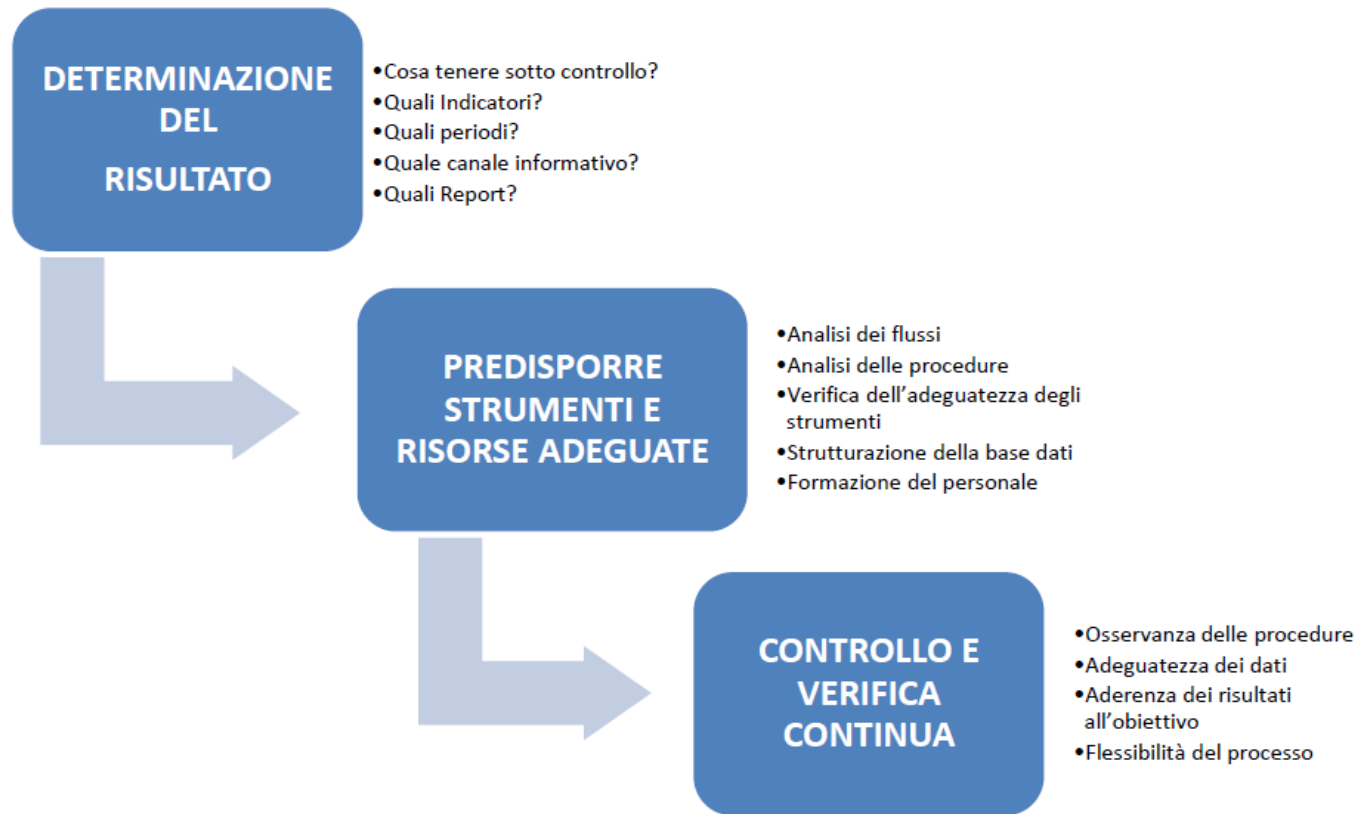 DETERMINAZIONE
DEL
RISULTATO
•Cosa tenere sotto controllo?
•Quali Indicatori?
•Quali periodi?
•Quale canale informativo?
•Quali Report?
PREDISPORRE
STRUMENTI E
RISORSE ADEGUATE
•Analisi dei flussi
•Analisi delle procedure
•Verifica dell’adeguatezza degli
strumenti
•Strutturazione della base dati
•Formazione del personale
CONTROLLO E
VERIFICA
CONTINUA
•Osservanza delle procedure
•Adeguatezza dei dati
•Aderenza dei risultati
all’obiettivo
•Flessibilità del processo